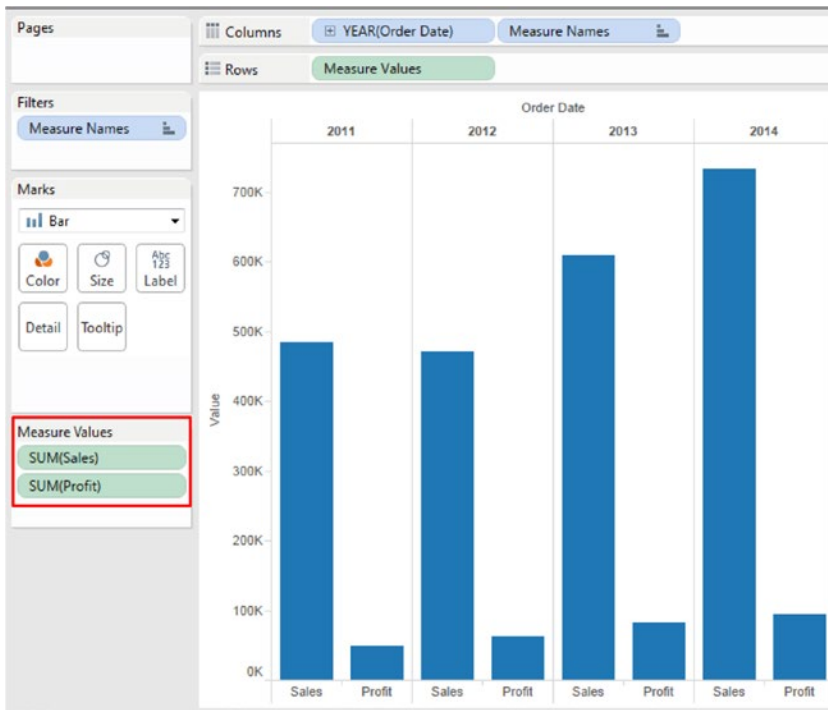 Pages
Columns
YEAR(Order Date)
Measure Names
Rows
Measure Values
Filters
Measure Names
Marks
Bar
Color
Size
Abc
123
Label
Detail
Tooltip
Measure Values
SUM(Sales)
SUM(Profit)
Order Date
2011 2012 2013 2014
Value
700K
600K
500K
400K
300K
200K
100K
0K
Sales Profit Sales Profit Sales Profit Sales Profit